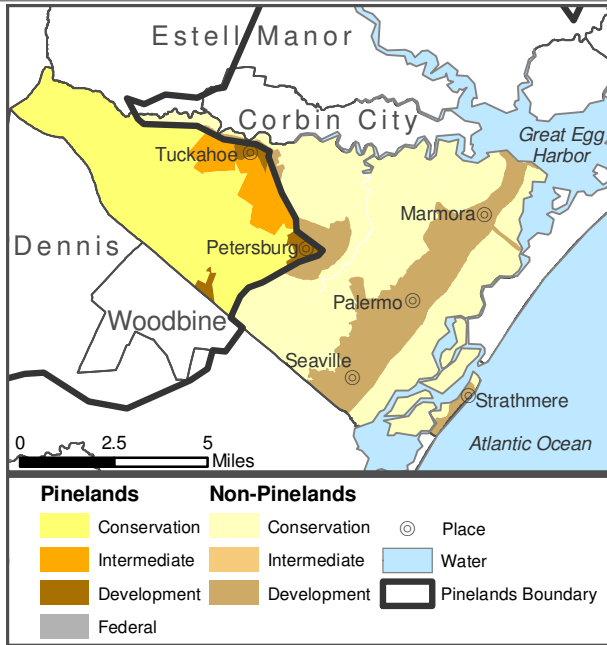 Estell Manor
Corbin City
Great Egg
Harbor
Tuckahoe
Marmora
Dennis
Petersburg
Palermo
Woodbine
Seaville
Strathmere
0 2.5 5
Miles
Atlantic Ocean
Pinelands
Conservation
Intermediate
Development
Federal
Non-Pinelands
Conservation
Intermediate
Development
Place
Water
Pinelands Boundary